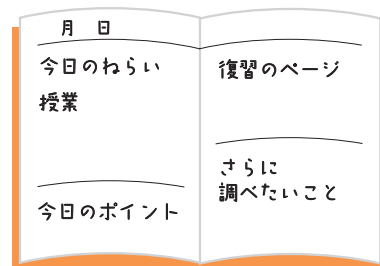 月 日
今日のねらい
授業
今日のポイント
復習のページ
さらに
調べたいこと